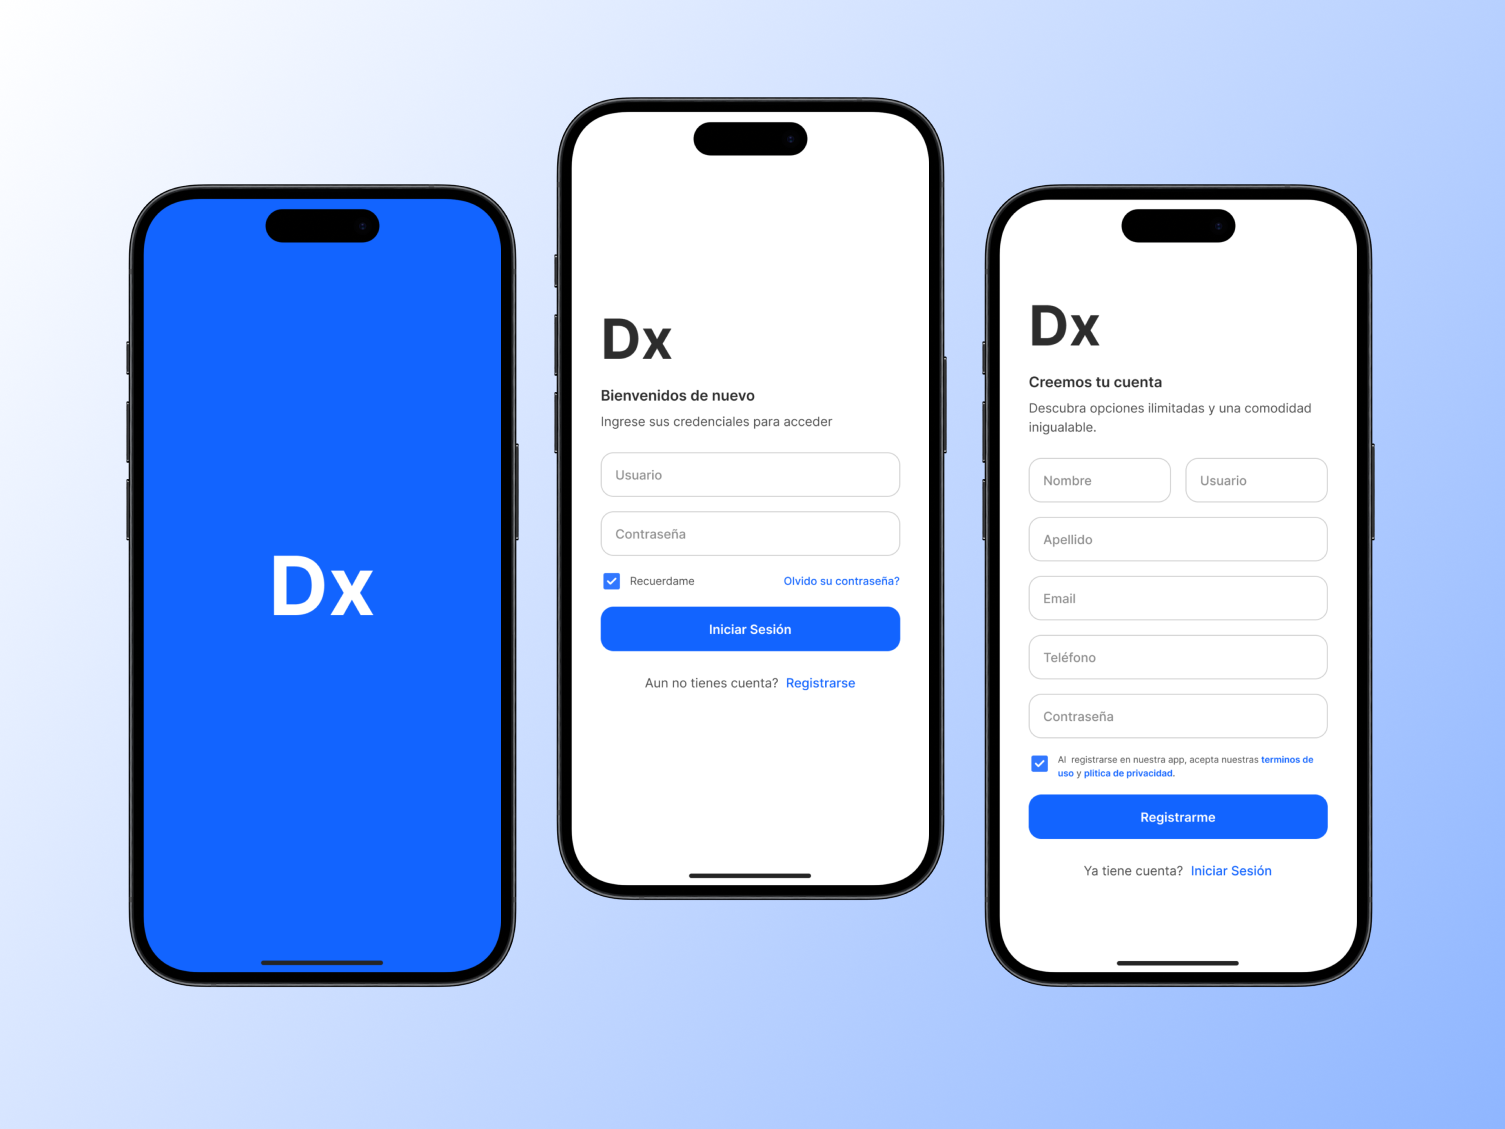 Dx
Dx
Bienvenidos de nuevo
Ingrese sus credenciales para acceder
Usuario
Contraseña
Recuerdame
Olvido su contraseña?
Iniciar Sesión
Aun no tienes cuenta? Registrarse
Dx
Creemos tu cuenta
Descubra opciones ilimitadas y una comodidad
inigualable.
Nombre
Usuario
Apellido
Email
Teléfono
Contraseña
Al registrarse en nuestra app, acepta nuestras terminos de
uso y plitica de privacidad.
Registrarme
Ya tiene cuenta? Iniciar Sesión